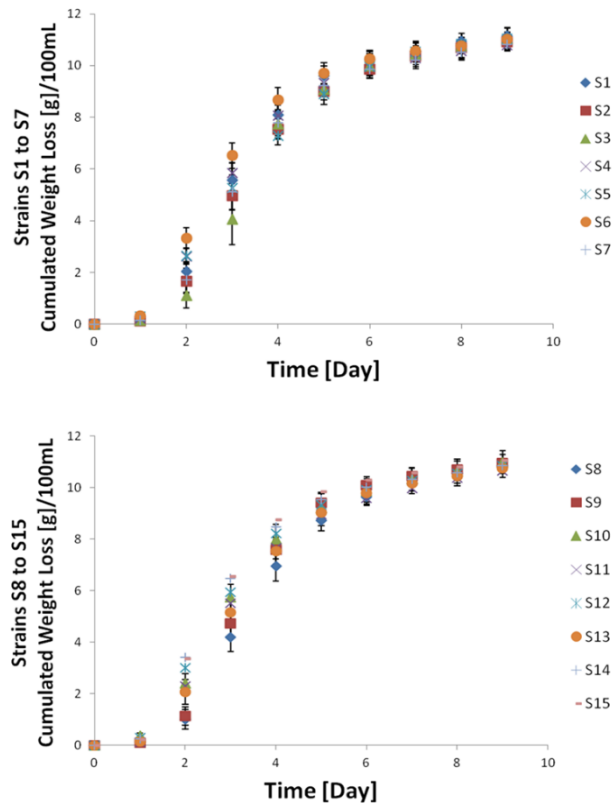 Strains S1 to S7
Cumulated Weight Loss [g]/100mL
12
10
8
6
4
2
0
0 2 4 6 8 10
Time [Day]
S1
S2
S3
S4
S5
S6
S7
Strains S8 to S15
Cumulated Weight Loss [g]/100mL
12
10
8
6
4
2
0
0 2 4 6 8 10
Time [Day]
S8
S9
S10
S11
S12
S13
S14
S15